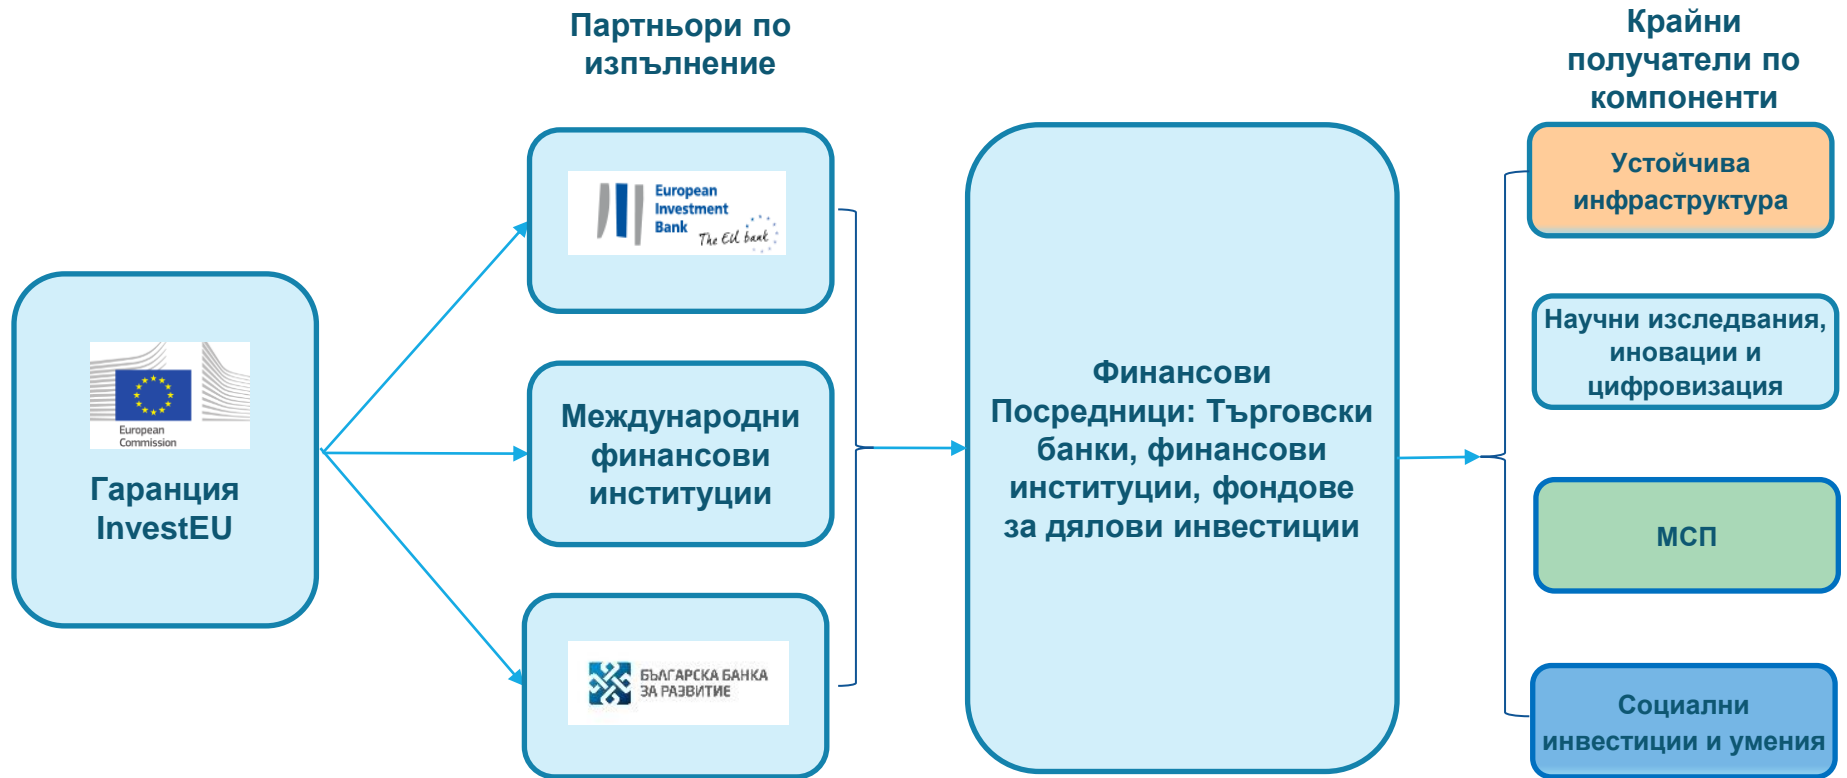 Партньори по
изпълнение
Крайни
получатели по
компоненти
European
Commission
Гаранция
InvestEU
European
Investment
Bank
The EU bank
Международни
финансови
институции
БЪЛГАРСКА БАНКА
ЗА РАЗВИТИЕ
Финансови
Посредници: Търговски
банки, финансови
институции, фондове
за дялови инвестиции
Устойчива
инфраструктура
Научни изследвания,
иновации и
цифровизация
МСП
Социални
инвестиции и умения